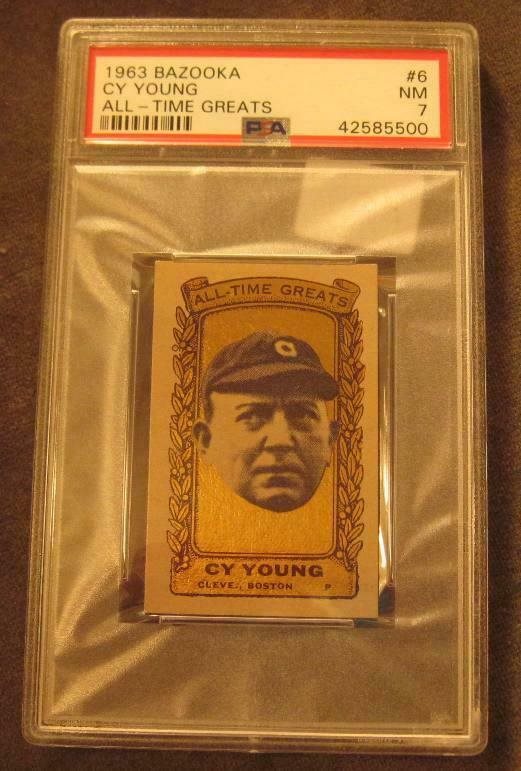 1963 BAZOOKA #6
CY YOUNG NM
ALL-TIME GREATS 7
PSA 42585500
ALL-TIME GREATS
C
CY YOUNG
CLEVE., BOSTON P